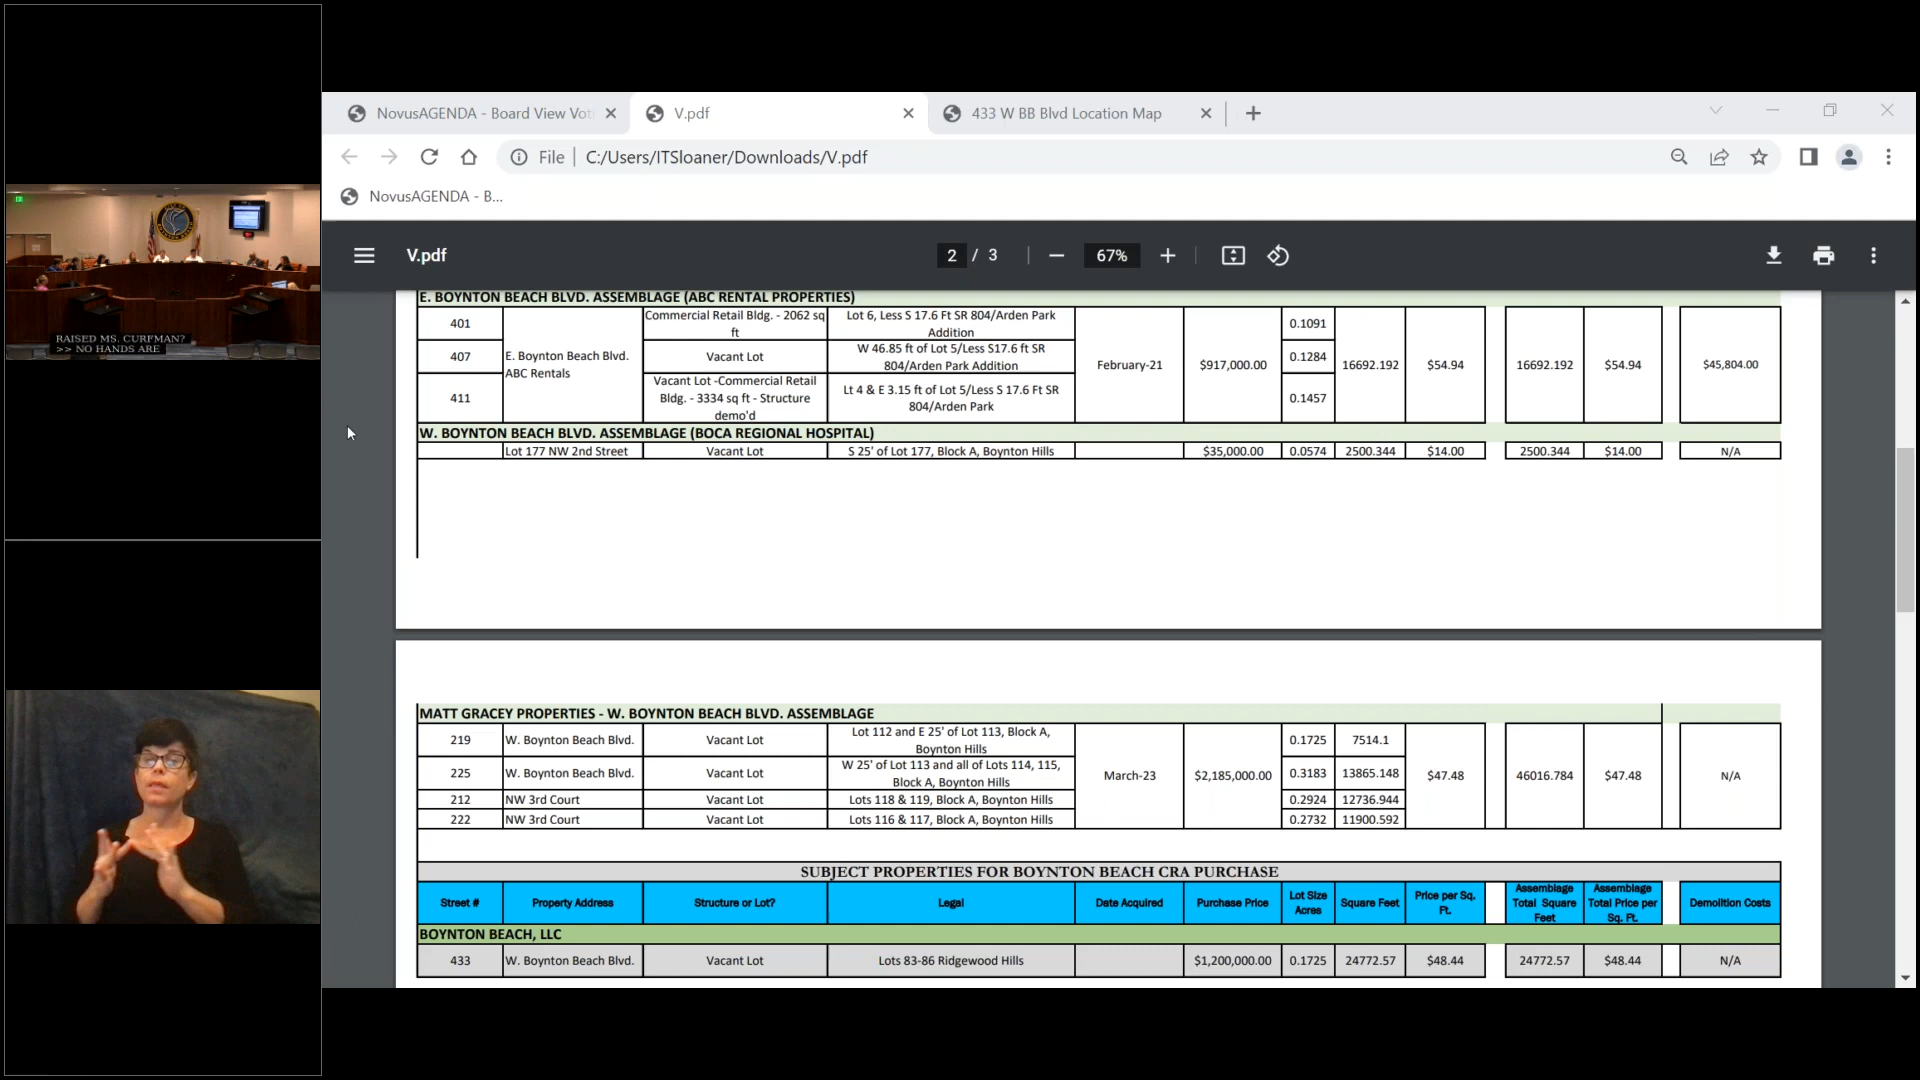 RAISED MS. CURFMAN?
>> NO HANDS ARE
NovusAGENDA - Board View Vot
V.pdf
433 W BB Blvd Location Map
File
C:/Users/ITSloaner/Downloads/V.pdf
NovusAGENDA - B...
V.pdf
2 / 3
67%
E. BOYNTON BEACH BLVD. ASSEMBLAGE (ABC RENTAL PROPERTIES)
401
Commercial Retail Bldg. - 2062 sq
ft
Lot 6, Less S 17.6 Ft SR 804/Arden Park
Addition
0.1091
407
E. Boynton Beach Blvd.
ABC Rentals
Vacant Lot
W 46.85 ft of Lot 5/Less S17.6 ft SR
804/Arden Park Addition
February-21
$917,000.00
0.1284
16692.192
$54.94
16692.192
$54.94
$45,804.00
411
Vacant Lot -Commercial Retail
Bldg. - 3334 sq ft - Structure
demo'd
Lt 4 & E 3.15 ft of Lot 5/Less S 17.6 Ft SR
804/Arden Park
0.1457
W. BOYNTON BEACH BLVD. ASSEMBLAGE (BOCA REGIONAL HOSPITAL)
Lot 177 NW 2nd Street
Vacant Lot
S 25' of Lot 177, Block A, Boynton Hills
$35,000.00
0.0574
2500.344
$14.00
2500.344
$14.00
N/A
MATT GRACEY PROPERTIES - W. BOYNTON BEACH BLVD. ASSEMBLAGE
219
W. Boynton Beach Blvd.
Vacant Lot
Lot 112 and E 25' of Lot 113, Block A,
Boynton Hills
0.1725
7514.1
225
W. Boynton Beach Blvd.
Vacant Lot
W 25' of Lot 113 and all of Lots 114, 115,
Block A, Boynton Hills
March-23
$2,185,000.00
0.3183
13865.148
$47.48
46016.784
$47.48
N/A
212
NW 3rd Court
Vacant Lot
Lots 118 & 119, Block A, Boynton Hills
0.2924
12736.944
222
NW 3rd Court
Vacant Lot
Lots 116 & 117, Block A, Boynton Hills
0.2732
11900.592
SUBJECT PROPERTIES FOR BOYNTON BEACH CRA PURCHASE
Street #
Property Address
Structure or Lot?
Legal
Date Acquired
Purchase Price
Lot Size
Acres
Square Feet
Price per Sq.
Ft.
Assemblage
Total Square
Feet
Assemblage
Total Price per
Sq. Ft.
Demolition Costs
BOYNTON BEACH, LLC
433
W. Boynton Beach Blvd.
Vacant Lot
Lots 83-86 Ridgewood Hills
$1,200,000.00
0.1725
24772.57
$48.44
24772.57
$48.44
N/A